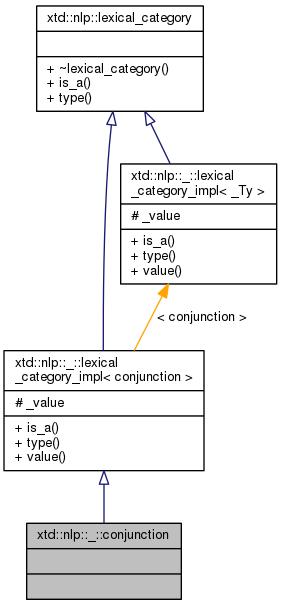 xtd::nlp::lexical_category
+ ~lexical_category()
+ is_a()
+ type()
xtd::nlp::_::lexical
_category_impl< _Ty >
# _value
+ is_a()
+ type()
+ value()
< conjunction >
xtd::nlp::_::lexical
_category_impl< conjunction >
# _value
+ is_a()
+ type()
+ value()
xtd::nlp::_::conjunction